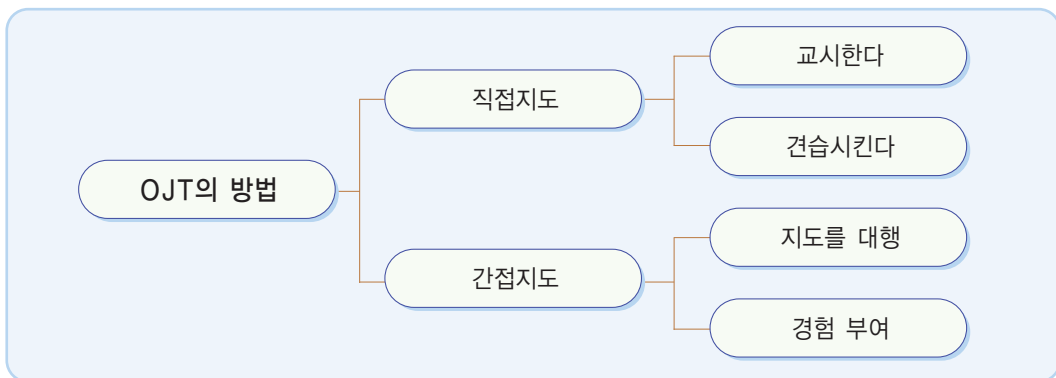 OJT의 방법
직접지도
교시한다
견습시킨다
간접지도
지도를 대행
경험 부여